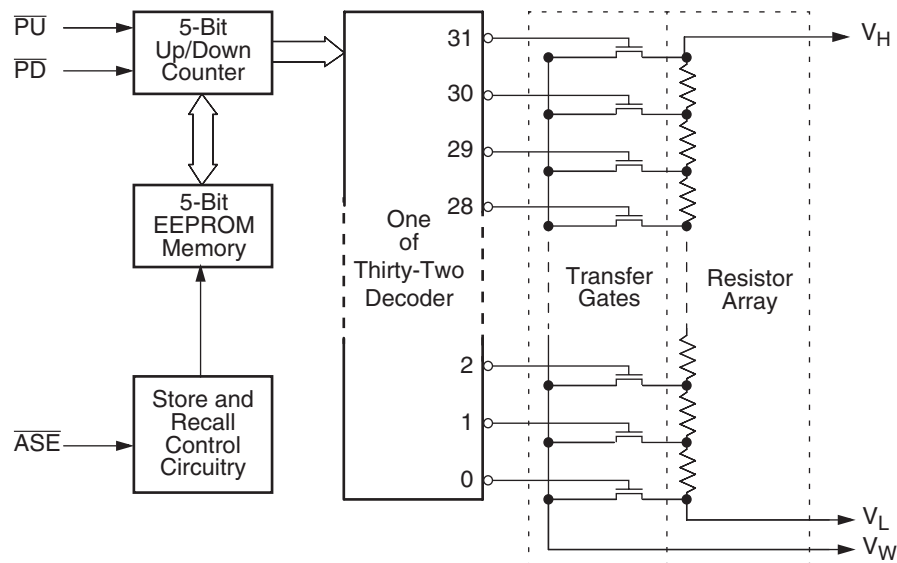 PU
PD
5-Bit
Up/Down
Counter
5-Bit
EEPROM
Memory
ASE
Store and
Recall
Control
Circuitry
One
of
Thirty-Two
Decoder
31
30
29
28
2
1
0
Transfer
Gates
Resistor
Array
VH
VL
VW